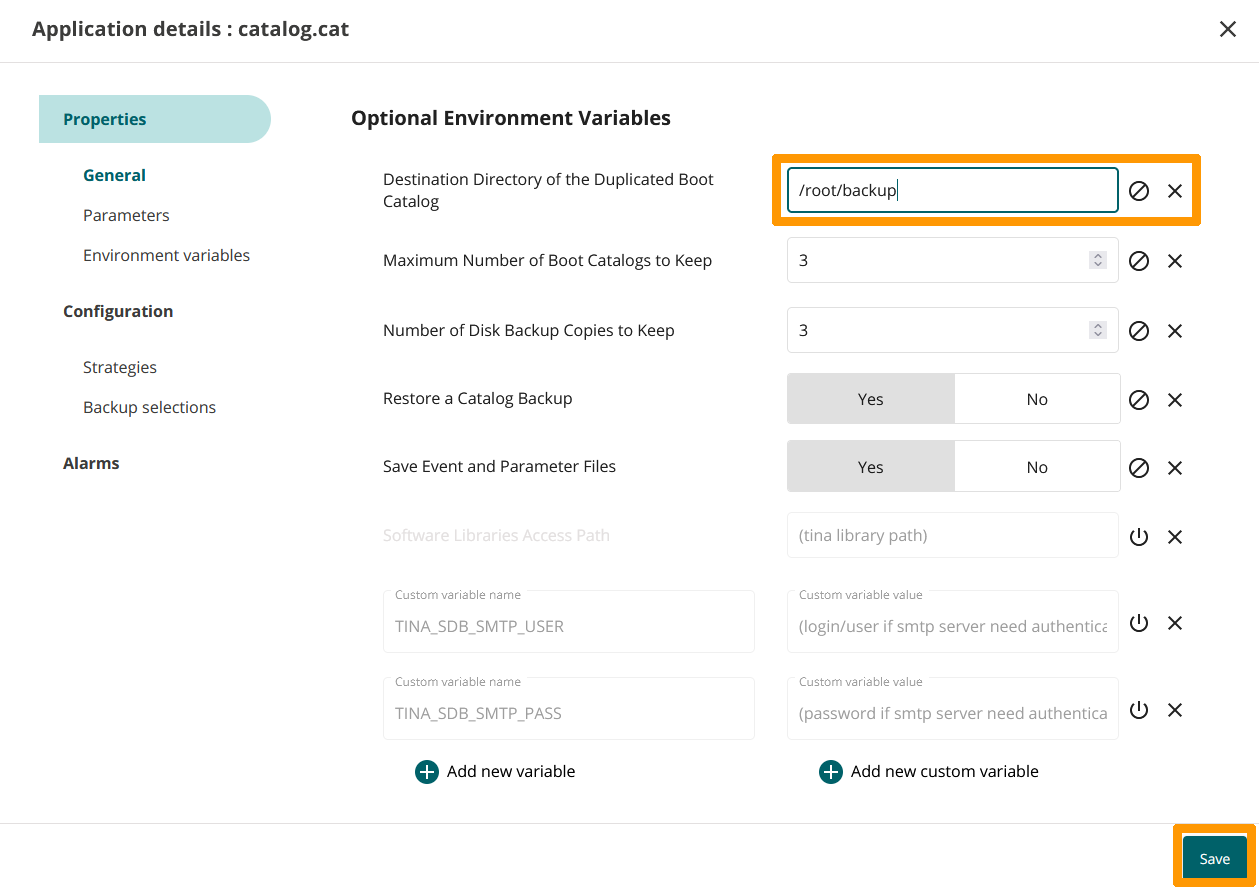 Application details : catalog.cat
Properties
General
Parameters
Environment variables
Configuration
Strategies
Backup selections
Alarms
Optional Environment Variables
Destination Directory of the Duplicated Boot
Catalog
/root/backup
Maximum Number of Boot Catalogs to Keep
3
Number of Disk Backup Copies to Keep
3
Restore a Catalog Backup
Yes No
Save Event and Parameter Files
Yes No
Software Libraries Access Path
(tina library path)
Custom variable name
TINA_SDB_SMTP_USER
Custom variable value
(login/user if smtp server need authentica
Custom variable name
TINA_SDB_SMTP_PASS
Custom variable value
(password if smtp server need authentica
Add new variable
Add new custom variable
Save